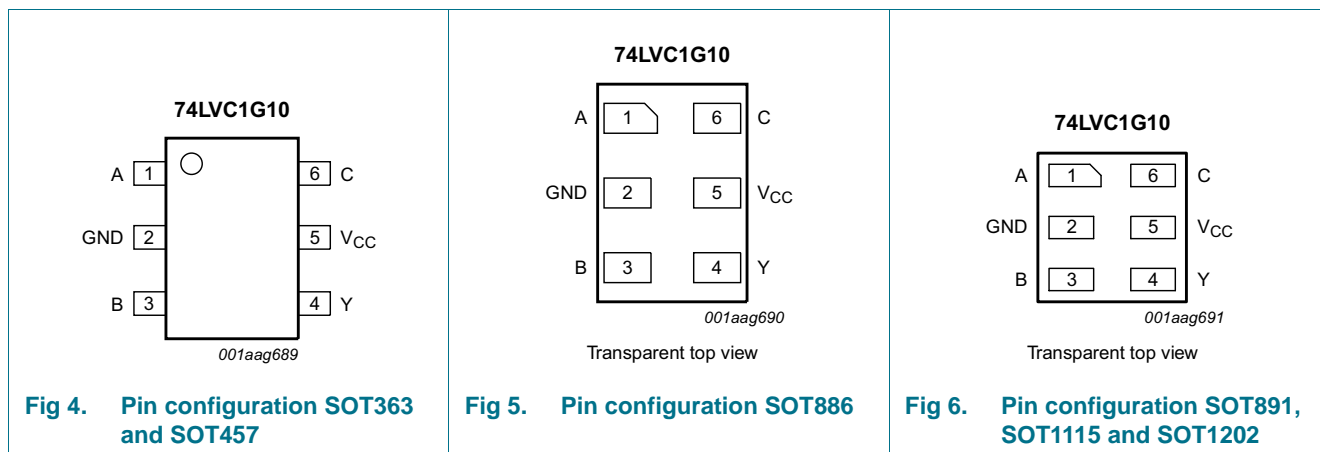 74LVC1G10
A 1 6 C
GND 2 5 VCC
B 3 4 Y
001aag689
Fig 4. Pin configuration SOT363
and SOT457
74LVC1G10
A 1 6 C
GND 2 5 VCC
B 3 4 Y
001aag690
Transparent top view
Fig 5. Pin configuration SOT886
74LVC1G10
A 1 6 C
GND 2 5 VCC
B 3 4 Y
001aag691
Transparent top view
Fig 6. Pin configuration SOT891,
SOT1115 and SOT1202